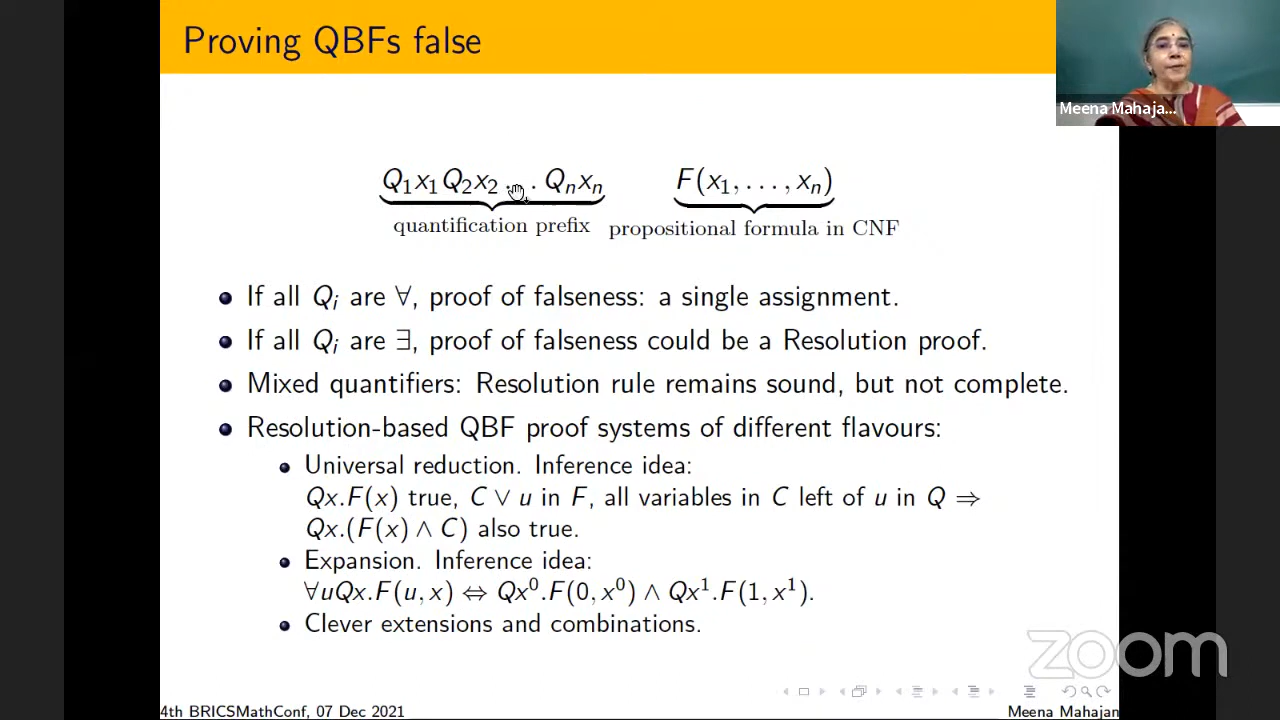 Proving QBFs false
Meena Mahaja...
Q₁x₁Q₂x₂ . . . Qₙxₙ F(x₁, . . . , xₙ)
quantification prefix propositional formula in CNF
If all Qᵢ are ∀, proof of falseness: a single assignment.
If all Qᵢ are ∃, proof of falseness could be a Resolution proof.
Mixed quantifiers: Resolution rule remains sound, but not complete.
Resolution-based QBF proof systems of different flavours:
Universal reduction. Inference idea:
Qx.F(x) true, C ∨ u in F, all variables in C left of u in Q ⇒
Qx.(F(x) ∧ C) also true.
Expansion. Inference idea:
∀uQx.F(u, x) ⇔ Qx⁰.F(0, x⁰) ∧ Qx¹.F(1, x¹).
Clever extensions and combinations.
zoom
4th BRICSMathConf, 07 Dec 2021 Meena Mahajan